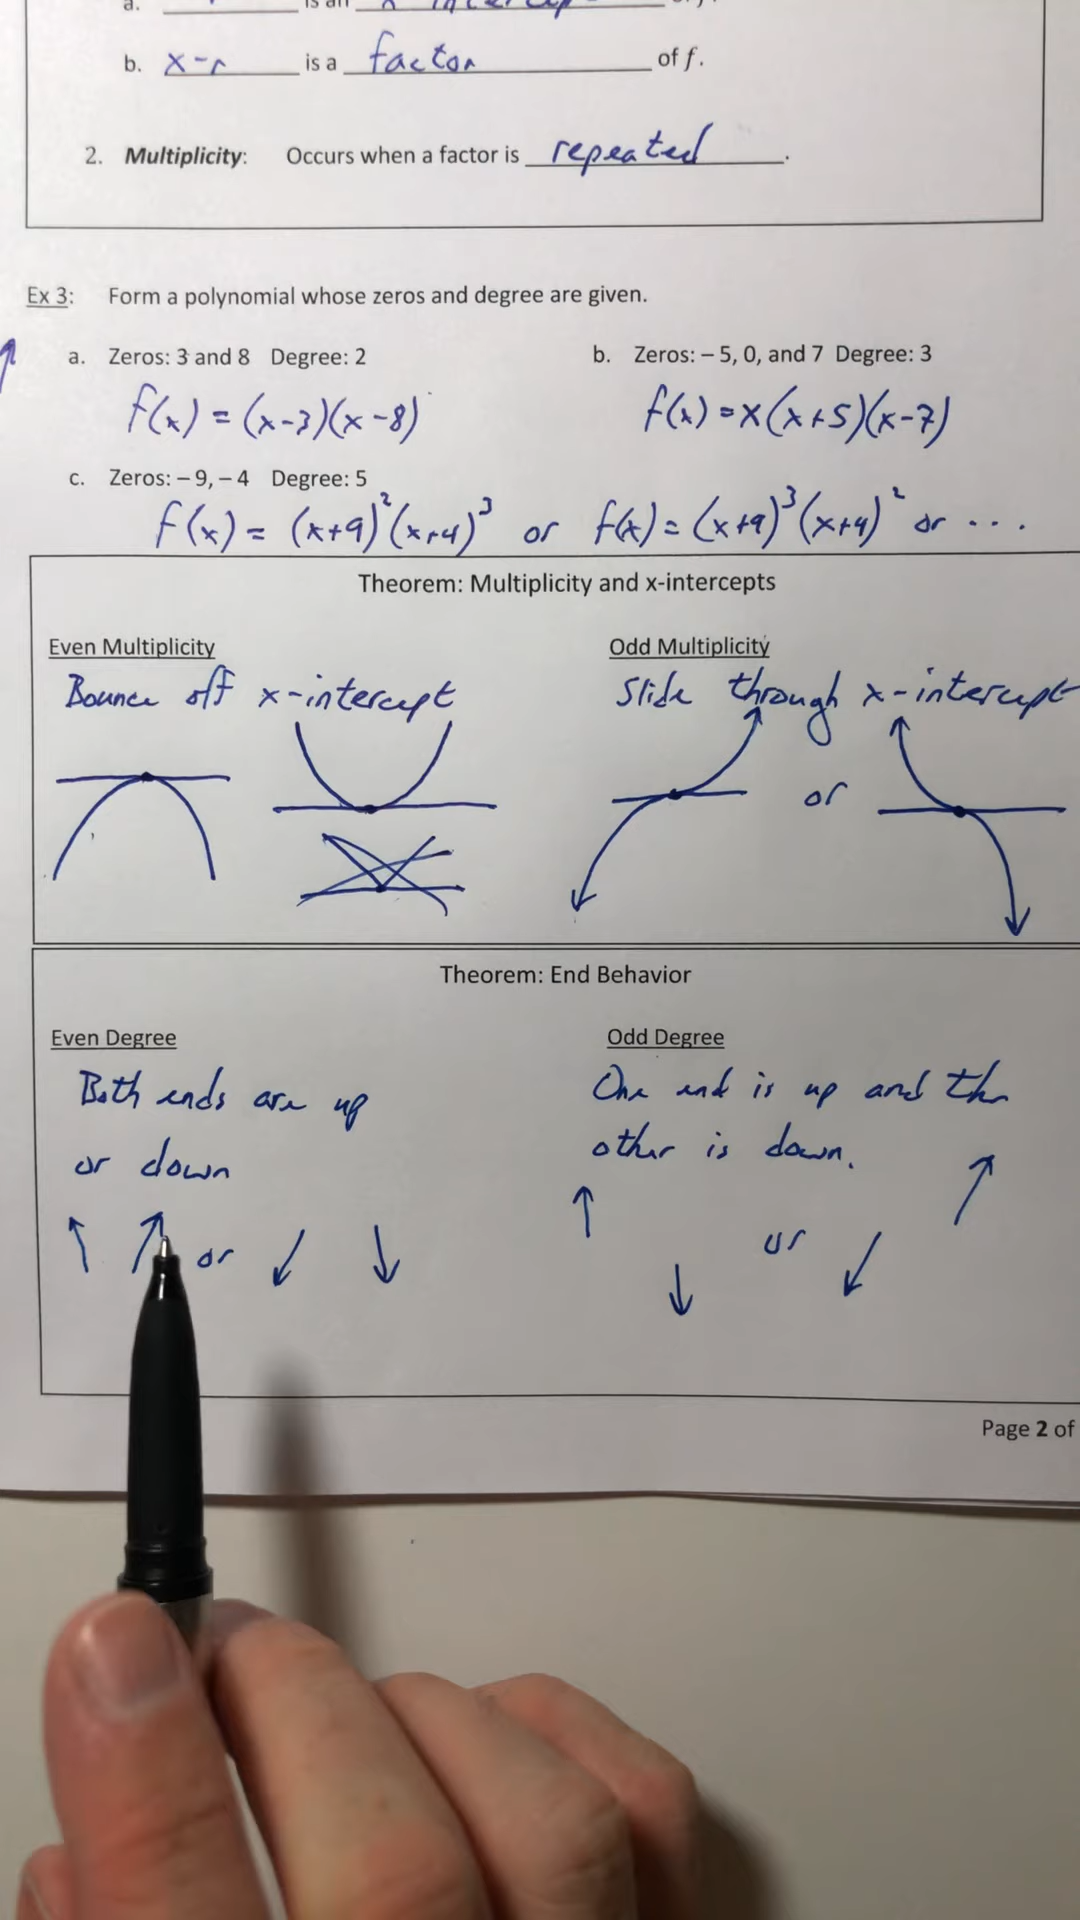 a. is an x-intercept of f.
b. x-r is a factor of f.
2. Multiplicity: Occurs when a factor is repeated.
Ex 3: Form a polynomial whose zeros and degree are given.
a. Zeros: 3 and 8 Degree: 2
b. Zeros: – 5, 0, and 7 Degree: 3
f(x) = (x-3)(x-8)
f(x) = x(x+5)(x-7)
c. Zeros: – 9, – 4 Degree: 5
f(x) = (x+9)²(x+4)³ or f(x) = (x+9)³(x+4)² or ...
Theorem: Multiplicity and x-intercepts
Even Multiplicity
Bounce off x-intercept
Odd Multiplicity
Slide through x-intercept
or
Theorem: End Behavior
Even Degree
Both ends are up
or down
or
Odd Degree
One end is up and the
other is down.
or
Page 2 of